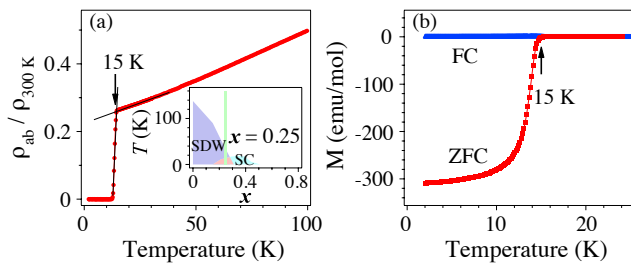 (a)
15 K
ρab / ρ300 K
0.4
0.2
0
0
50
100
Temperature (K)
T (K)
100
0
x = 0.25
SDW
SC
0
0.4
0.8
x
(b)
0
-100
-200
-300
M (emu/mol)
FC
15 K
ZFC
0
10
20
Temperature (K)